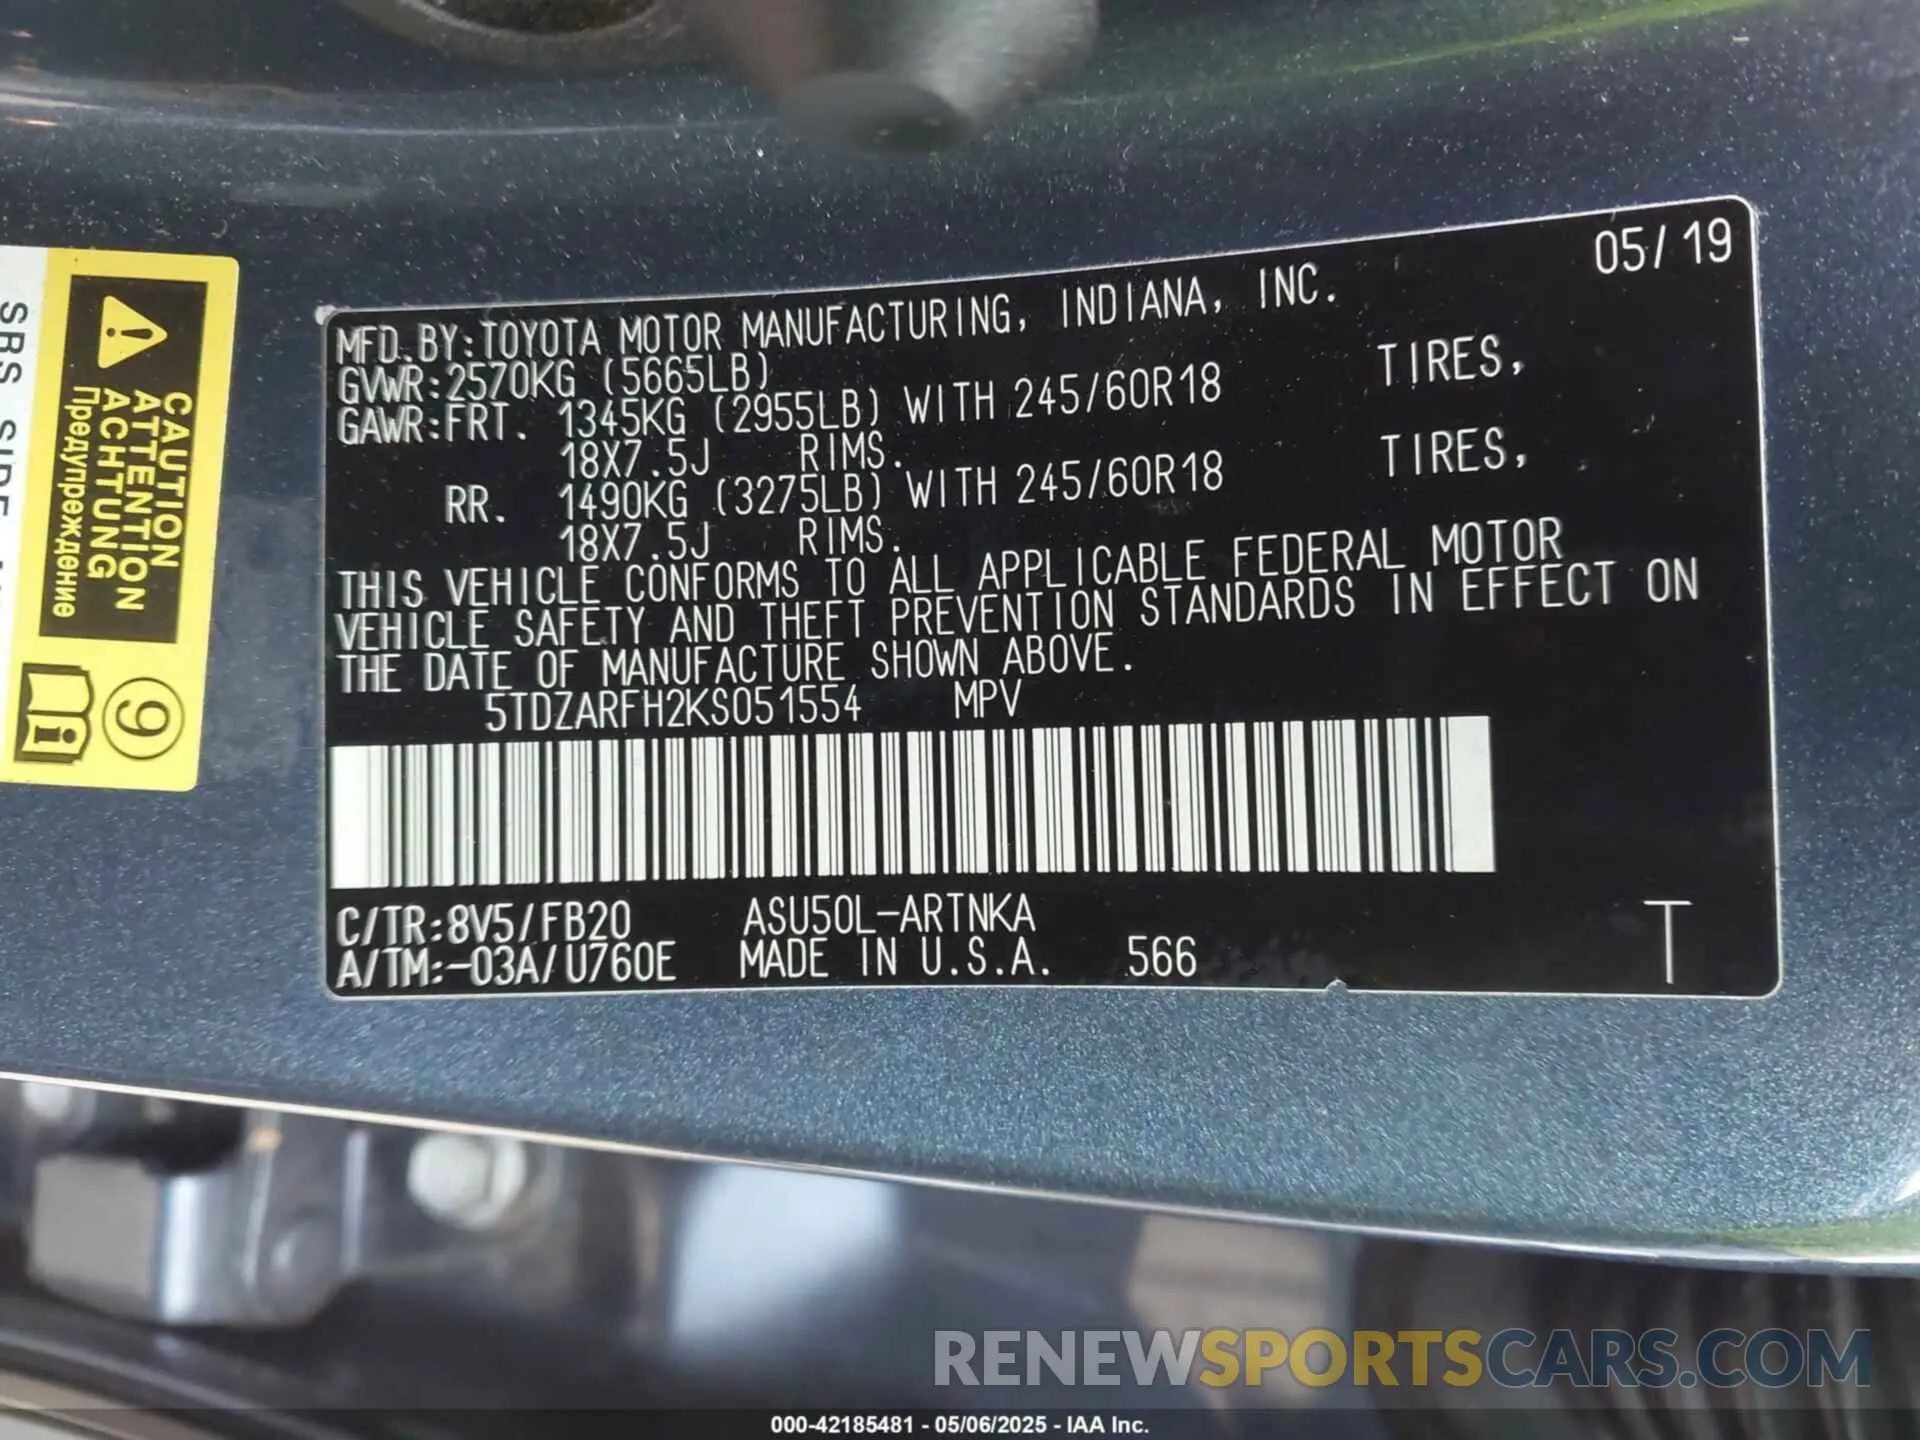 05/19
MFD.BY:TOYOTA MOTOR MANUFACTURING, INDIANA, INC.
GVWR:2570KG (5665LB)
GAWR:FRT. 1345KG (2955LB) WITH 245/60R18 TIRES,
18X7.5J RIMS.
RR. 1490KG (3275LB) WITH 245/60R18 TIRES,
18X7.5J RIMS.
THIS VEHICLE CONFORMS TO ALL APPLICABLE FEDERAL MOTOR
VEHICLE SAFETY AND THEFT PREVENTION STANDARDS IN EFFECT ON
THE DATE OF MANUFACTURE SHOWN ABOVE.
5TDZARFH2KS051554 MPV
C/TR:8V5/FB20 ASU50L-ARTNKA
A/TM:-03A/U760E MADE IN U.S.A. 566 T
CAUTION
ATTENTION
ACHTUNG
Предупреждение
9
SRS SIDE
RENEWSPORTSCARS.COM
000-42185481 - 05/06/2025 - IAA Inc.